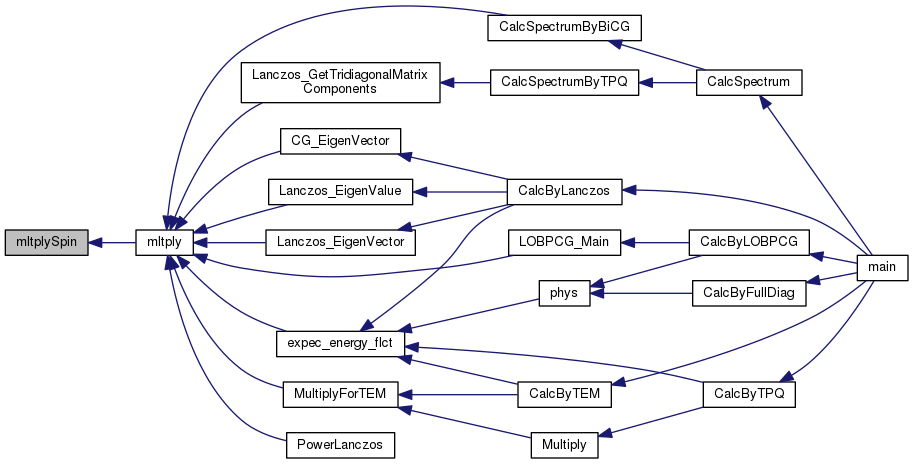 CalcSpectrumByBiCG
Lanczos_GetTridiagonalMatrix
Components
CalcSpectrumByTPQ
CalcSpectrum
CG_EigenVector
Lanczos_EigenValue
CalcByLanczos
mltplySpin
mltply
Lanczos_EigenVector
LOBPCG_Main
CalcByLOBPCG
main
phys
CalcByFullDiag
expec_energy_flct
MultiplyForTEM
CalcByTEM
CalcByTPQ
PowerLanczos
Multiply